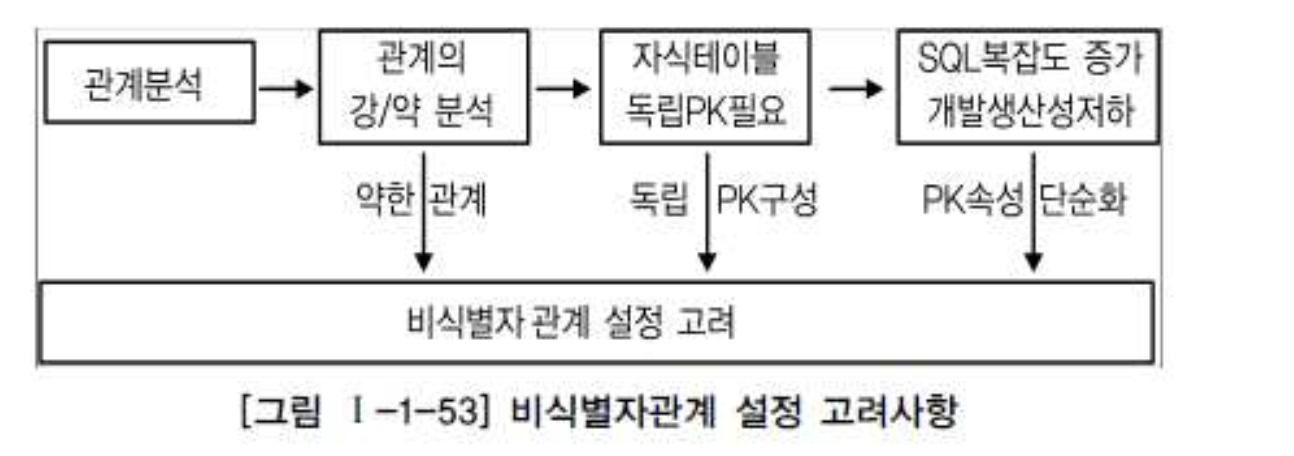 관계분석
관계의
강/약 분석
자식테이블
독립PK필요
SQL복잡도 증가
개발생산성저하
약한 관계
독립 PK구성
PK속성 단순화
비식별자 관계 설정 고려
[그림 Ⅰ-1-53] 비식별자관계 설정 고려사항